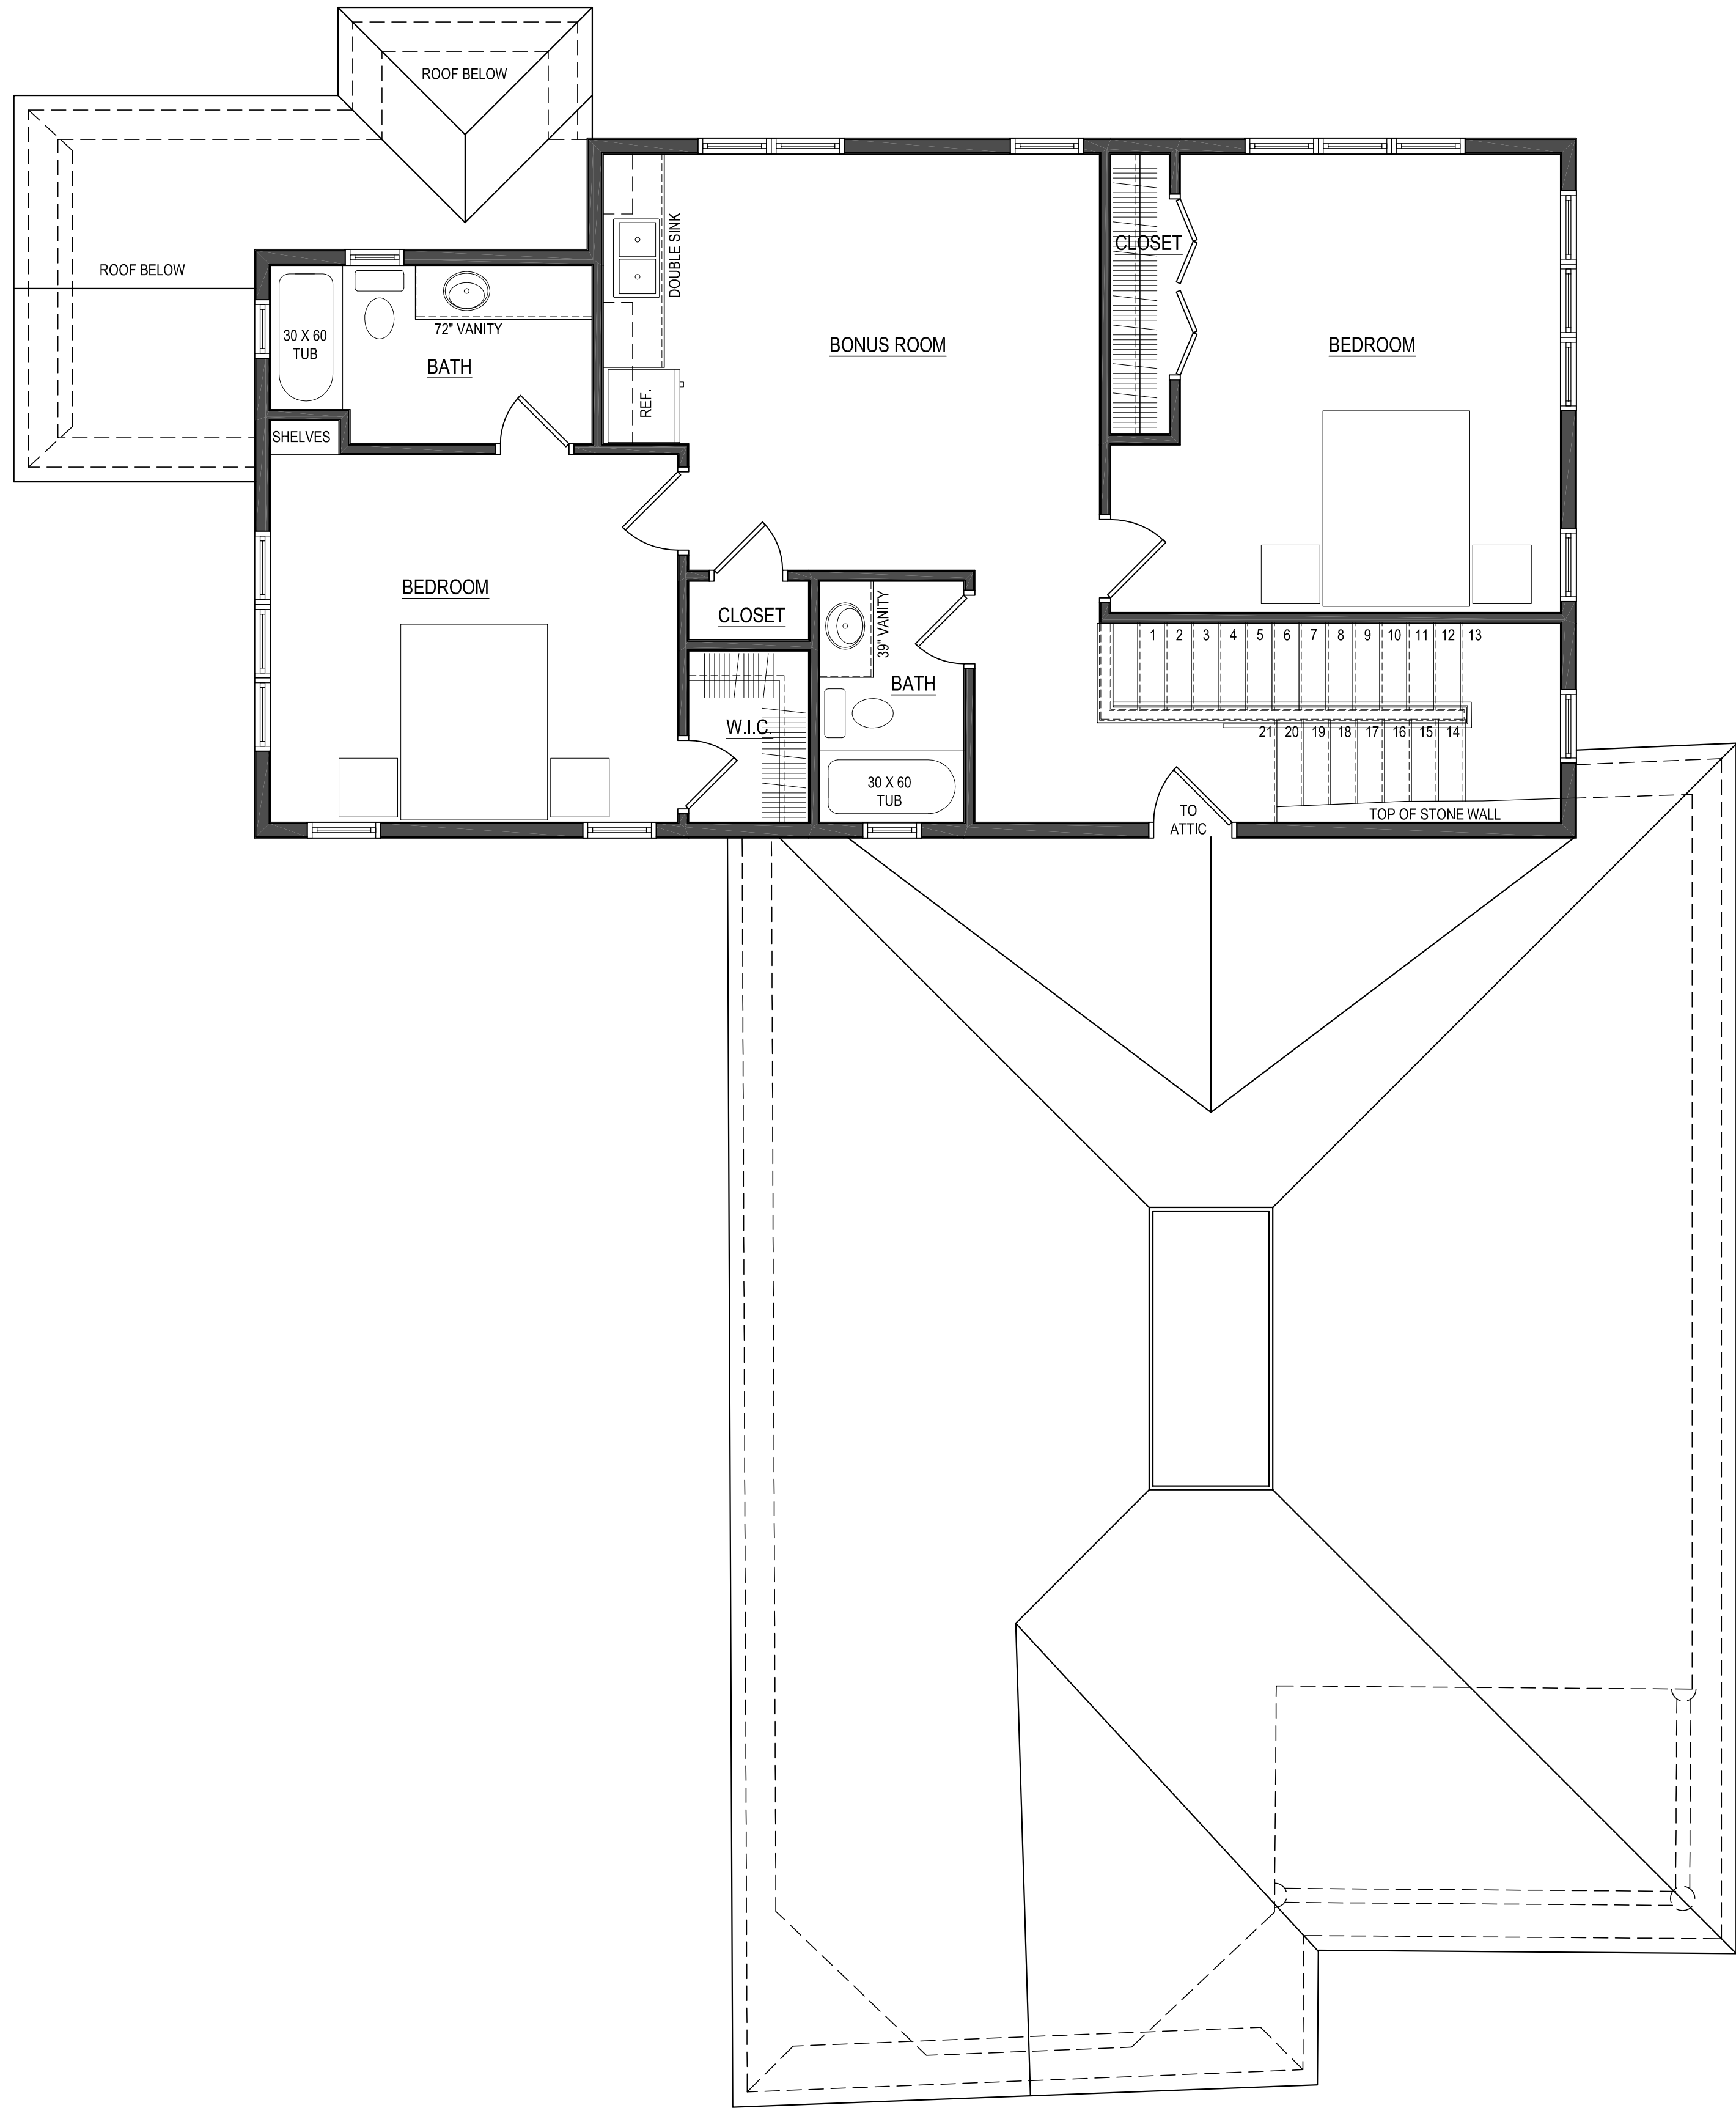 ROOF BELOW
ROOF BELOW
DOUBLE SINK
CLOSET
30 X 60
TUB
72" VANITY
BATH
BONUS ROOM
BEDROOM
REF.
SHELVES
BEDROOM
CLOSET
39" VANITY
BATH
W.I.C.
30 X 60
TUB
1 2 3 4 5 6 7 8 9 10 11 12 13
21 20 19 18 17 16 15 14
TO
ATTIC
TOP OF STONE WALL